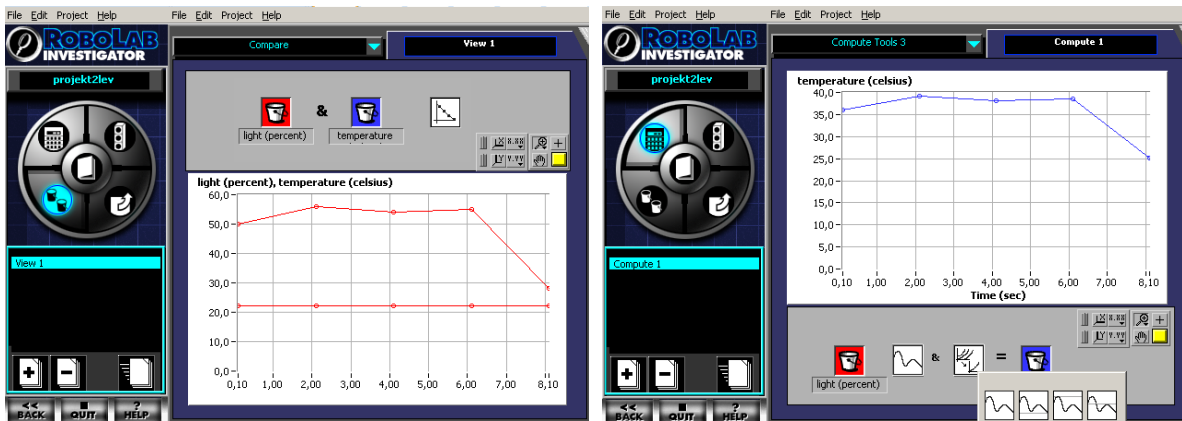 File Edit Project Help
File Edit Project Help
ROBOLAB
INVESTIGATOR
Compare
View 1
projekt2lev
&
light (percent)
temperature
X 8.88
Y Y.YY
light (percent), temperature (celsius)
60,0
50,0
40,0
30,0
20,0
10,0
0,0
0,10 1,00 2,00 3,00 4,00 5,00 6,00 7,00 8,10
View 1
<<
BACK
QUIT
?
HELP
File Edit Project Help
File Edit Project Help
ROBOLAB
INVESTIGATOR
Compute Tools 3
Compute 1
projekt2lev
temperature (celsius)
40,0
35,0
30,0
25,0
20,0
15,0
10,0
5,0
0,0
0,10 1,00 2,00 3,00 4,00 5,00 6,00 7,00 8,10
Time (sec)
Compute 1
X 8.88
Y Y.YY
& =
light (percent)
<<
BACK
QUIT
?
HELP